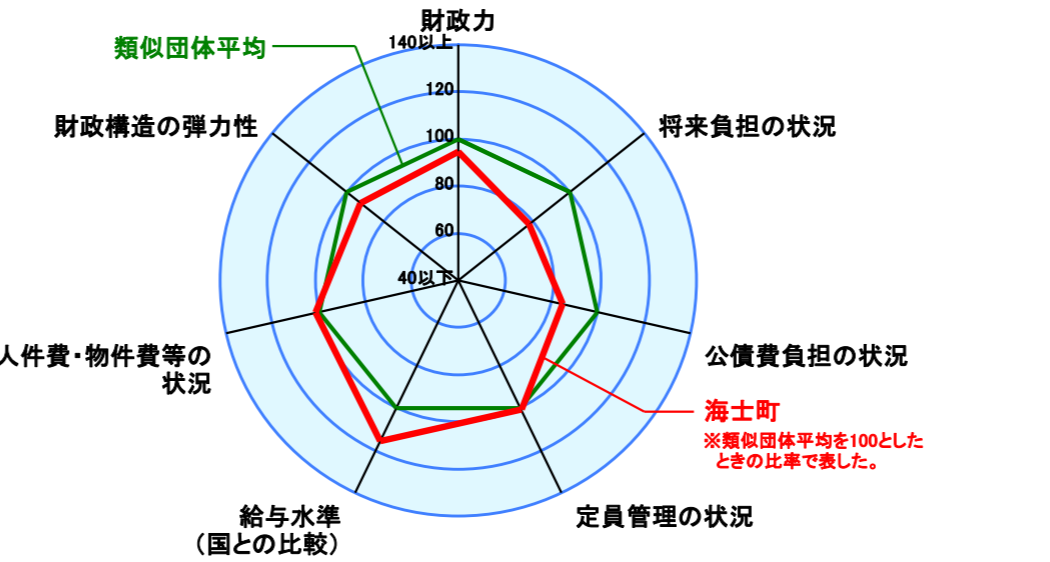 財政力
140以上
類似団体平均
120
財政構造の弾力性
将来負担の状況
100
80
60
40以下
人件費・物件費等の
状況
公債費負担の状況
海士町
※類似団体平均を100とした
ときの比率で表した。
給与水準
（国との比較）
定員管理の状況